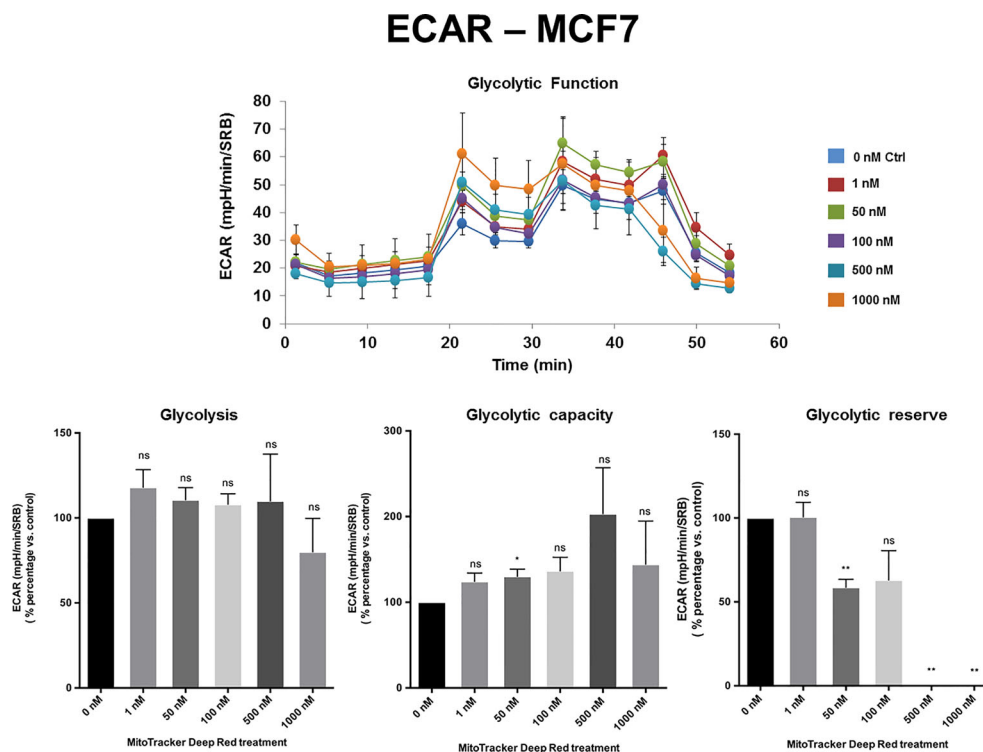 ECAR – MCF7
Glycolytic Function
ECAR (mpH/min/SRB)
80
70
60
50
40
30
20
10
0
0 10 20 30 40 50 60
Time (min)
0 nM Ctrl
1 nM
50 nM
100 nM
500 nM
1000 nM
Glycolysis
ECAR (mpH/min/SRB)
( % percentage vs. control)
150
100
50
0
ns
ns
ns
ns
ns
0 nM
1 nM
50 nM
100 nM
500 nM
1000 nM
MitoTracker Deep Red treatment
Glycolytic capacity
ECAR (mpH/min/SRB)
( % percentage vs. control)
300
200
100
0
ns
*
ns
ns
ns
0 nM
1 nM
50 nM
100 nM
500 nM
1000 nM
MitoTracker Deep Red treatment
Glycolytic reserve
ECAR (mpH/min/SRB)
( % percentage vs. control)
150
100
50
0
ns
**
ns
**
**
0 nM
1 nM
50 nM
100 nM
500 nM
1000 nM
MitoTracker Deep Red treatment